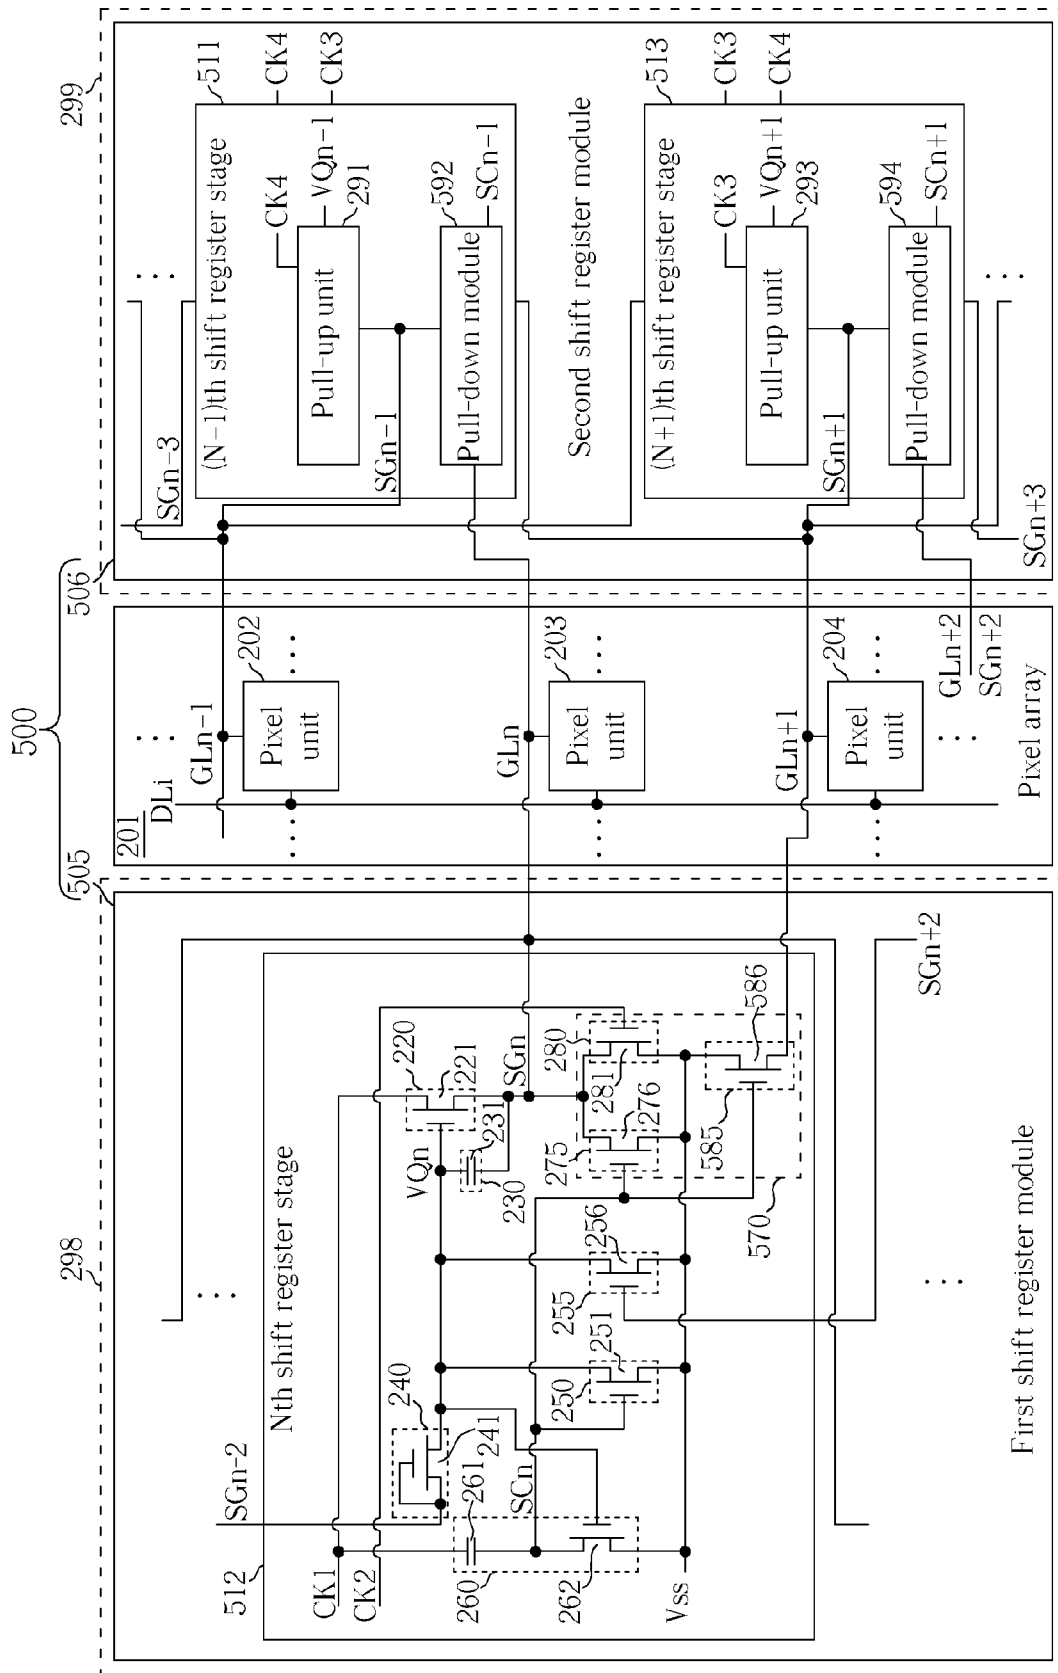 500
298
505
201
506
299
512
SGn-2
Nth shift register stage
CK1
CK2
260
261
262
SCn
240
241
VQn
230
231
220
221
SGn
250
251
255
256
275
276
280
281
570
585
586
Vss
SGn+2
First shift register module
DLi
GLn-1
202
Pixel
unit
GLn
203
Pixel
unit
GLn+1
204
Pixel
unit
GLn+2
SGn+2
Pixel array
SGn-3
511
(N-1)th shift register stage
CK4
CK3
CK4
VQn-1
Pull-up unit
291
SGn-1
592
Pull-down module
SCn-1
Second shift register module
513
(N+1)th shift register stage
CK3
CK4
CK3
VQn+1
Pull-up unit
293
SGn+1
594
Pull-down module
SCn+1
SGn+3